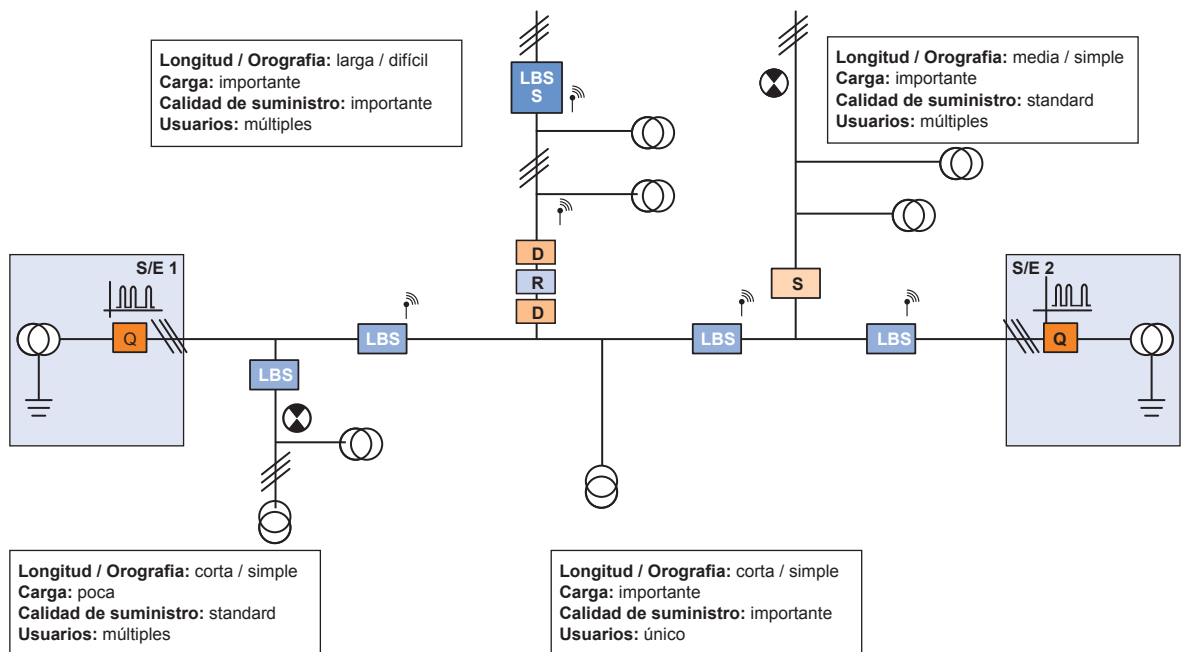 Longitud / Orografia: larga / difícil
Carga: importante
Calidad de suministro: importante
Usuarios: múltiples
LBS
S
Longitud / Orografia: media / simple
Carga: importante
Calidad de suministro: standard
Usuarios: múltiples
S/E 1
Q
LBS
LBS
D
R
D
LBS
S
LBS
S/E 2
Q
Longitud / Orografia: corta / simple
Carga: poca
Calidad de suministro: standard
Usuarios: múltiples
Longitud / Orografia: corta / simple
Carga: importante
Calidad de suministro: importante
Usuarios: único